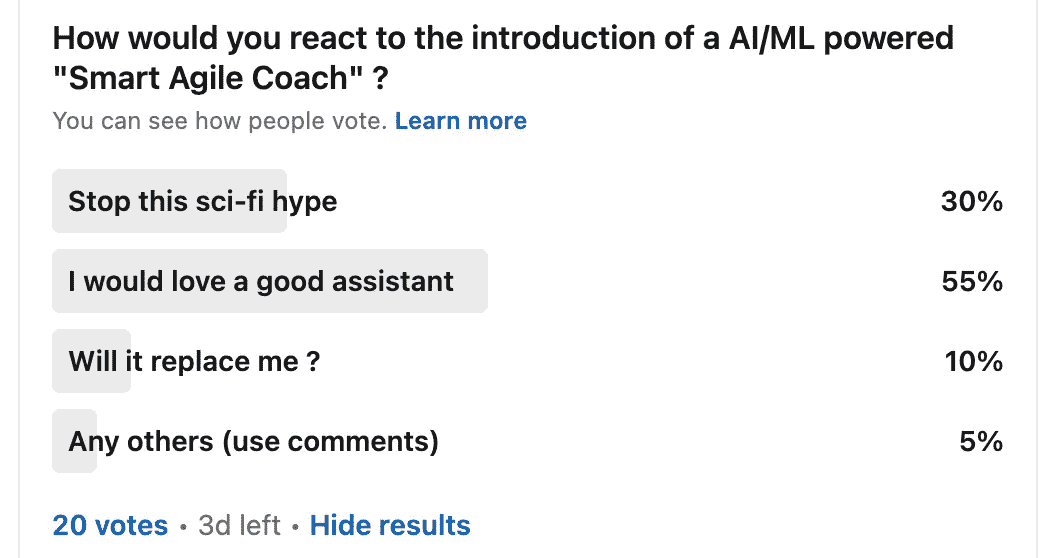 How would you react to the introduction of a AI/ML powered
"Smart Agile Coach" ?
You can see how people vote. Learn more
Stop this sci-fi hype 30%
I would love a good assistant 55%
Will it replace me ? 10%
Any others (use comments) 5%
20 votes • 3d left • Hide results